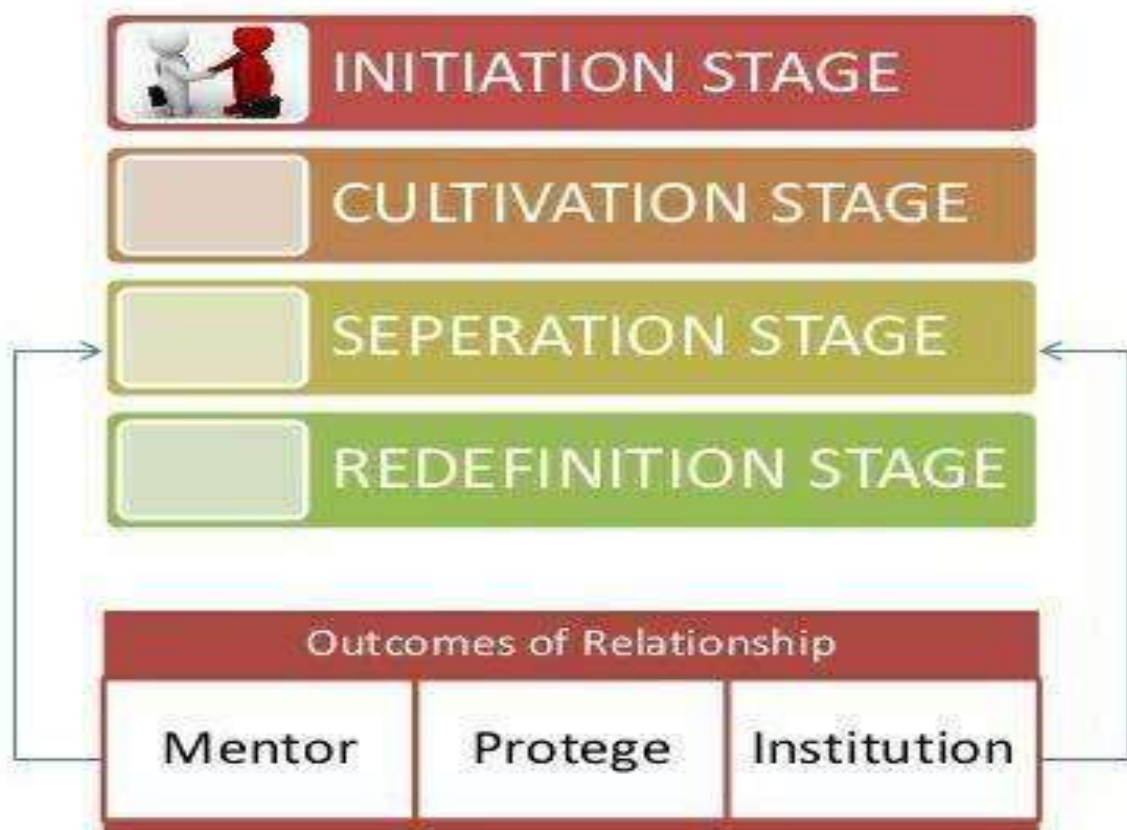 INITIATION STAGE
CULTIVATION STAGE
SEPERATION STAGE
REDEFINITION STAGE
Outcomes of Relationship
Mentor Protege Institution